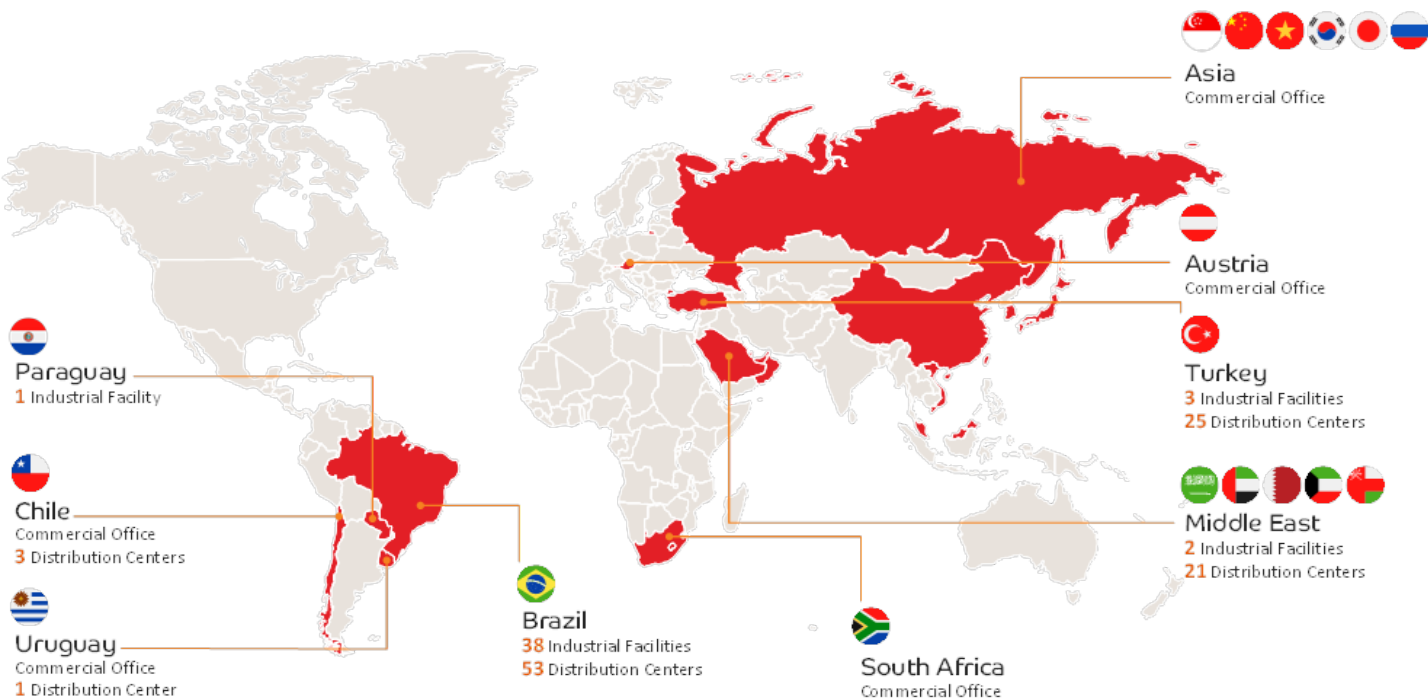 Asia
Commercial Office
Austria
Commercial Office
Turkey
3 Industrial Facilities
25 Distribution Centers
Middle East
2 Industrial Facilities
21 Distribution Centers
Paraguay
1 Industrial Facility
Chile
Commercial Office
3 Distribution Centers
Uruguay
Commercial Office
1 Distribution Center
Brazil
38 Industrial Facilities
53 Distribution Centers
South Africa
Commercial Office